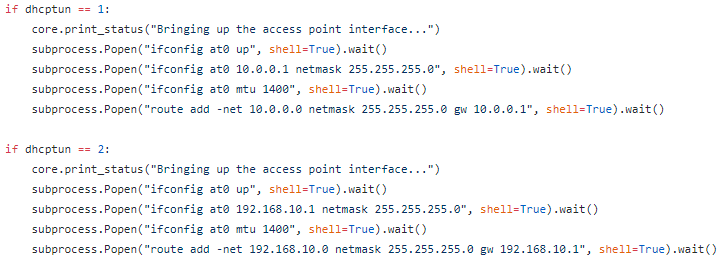 if dhcptun == 1:
    core.print_status("Bringing up the access point interface...")
    subprocess.Popen("ifconfig at0 up", shell=True).wait()
    subprocess.Popen("ifconfig at0 10.0.0.1 netmask 255.255.255.0", shell=True).wait()
    subprocess.Popen("ifconfig at0 mtu 1400", shell=True).wait()
    subprocess.Popen("route add -net 10.0.0.0 netmask 255.255.255.0 gw 10.0.0.1", shell=True).wait()

if dhcptun == 2:
    core.print_status("Bringing up the access point interface...")
    subprocess.Popen("ifconfig at0 up", shell=True).wait()
    subprocess.Popen("ifconfig at0 192.168.10.1 netmask 255.255.255.0", shell=True).wait()
    subprocess.Popen("ifconfig at0 mtu 1400", shell=True).wait()
    subprocess.Popen("route add -net 192.168.10.0 netmask 255.255.255.0 gw 192.168.10.1", shell=True).wait()